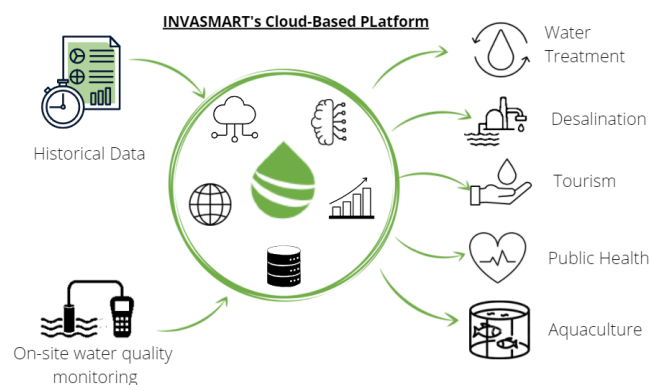 INVASMART's Cloud-Based PLatform
Historical Data
On-site water quality
monitoring
Water
Treatment
Desalination
Tourism
Public Health
Aquaculture